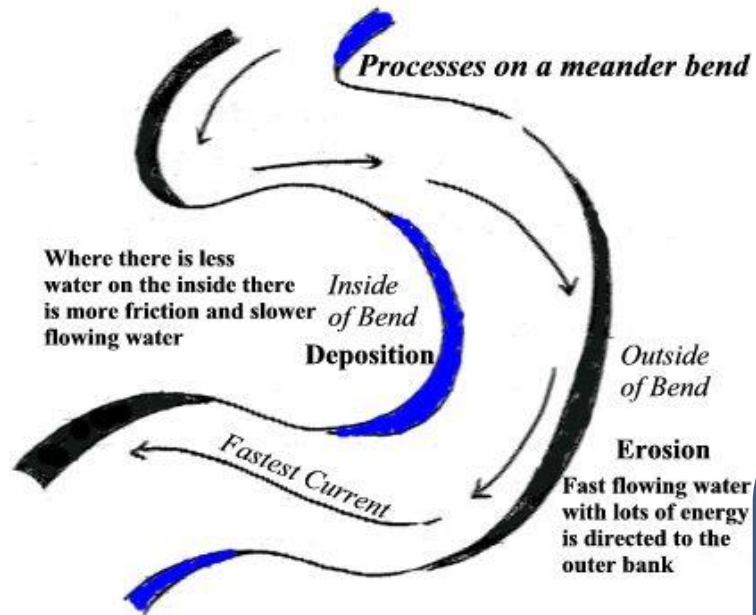 Processes on a meander bend
Where there is less
water on the inside there
is more friction and slower
flowing water
Inside
of Bend
Deposition
Outside
of Bend
Erosion
Fast flowing water
with lots of energy
is directed to the
outer bank
Fastest Current